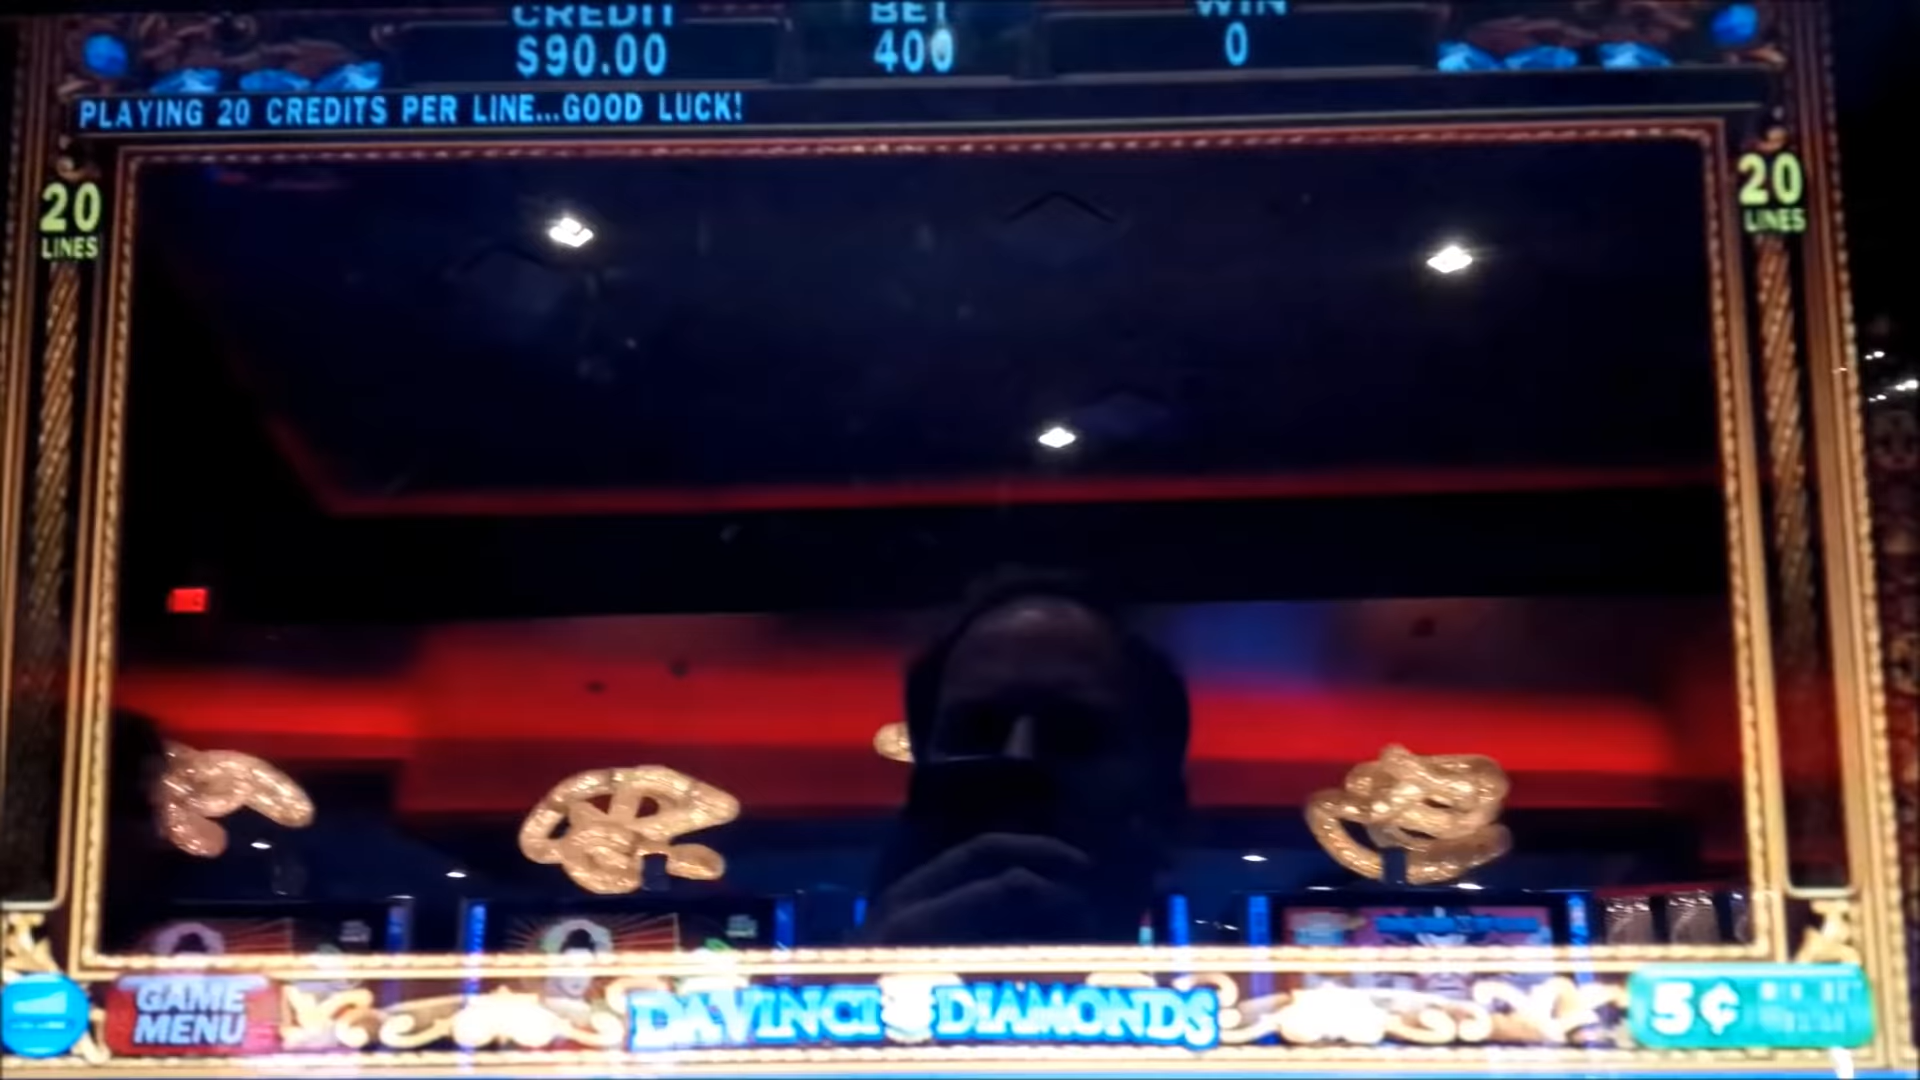 CREDIT BET WIN
$90.00 400 0
PLAYING 20 CREDITS PER LINE...GOOD LUCK!
20 20
LINES LINES
GAME
MENU
DAVINCI DIAMONDS
5¢